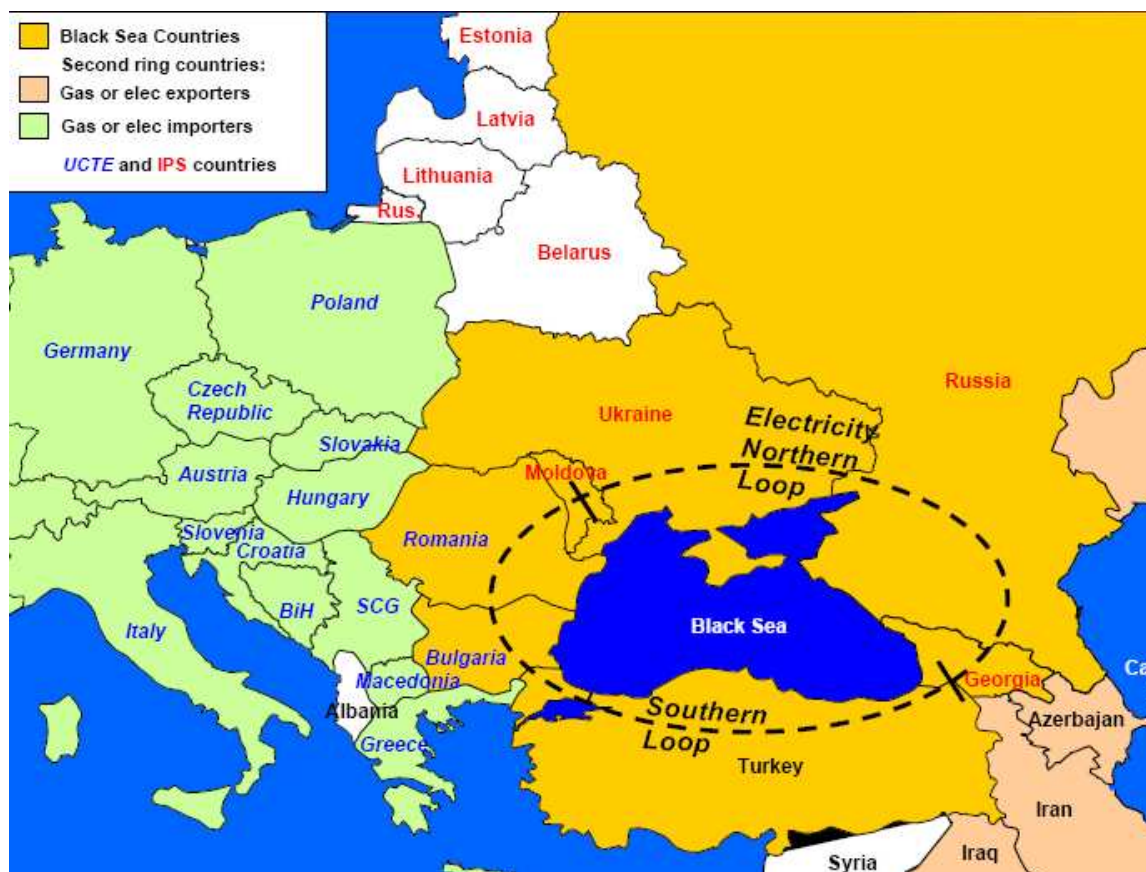 Black Sea Countries
Second ring countries:
Gas or elec exporters
Gas or elec importers
UCTE and IPS countries
Estonia
Latvia
Lithuania
Rus.
Belarus
Poland
Germany
Russia
Czech
Republic
Ukraine
Electricity
Northern
Loop
Slovakia
Austria
Moldova
Hungary
Slovenia
Croatia
Romania
BiH
SCG
Italy
Black Sea
Bulgaria
Macedonia
Georgia
Ca
Albania
Azerbajan
Southern
Loop
Greece
Turkey
Iran
Syria
Iraq